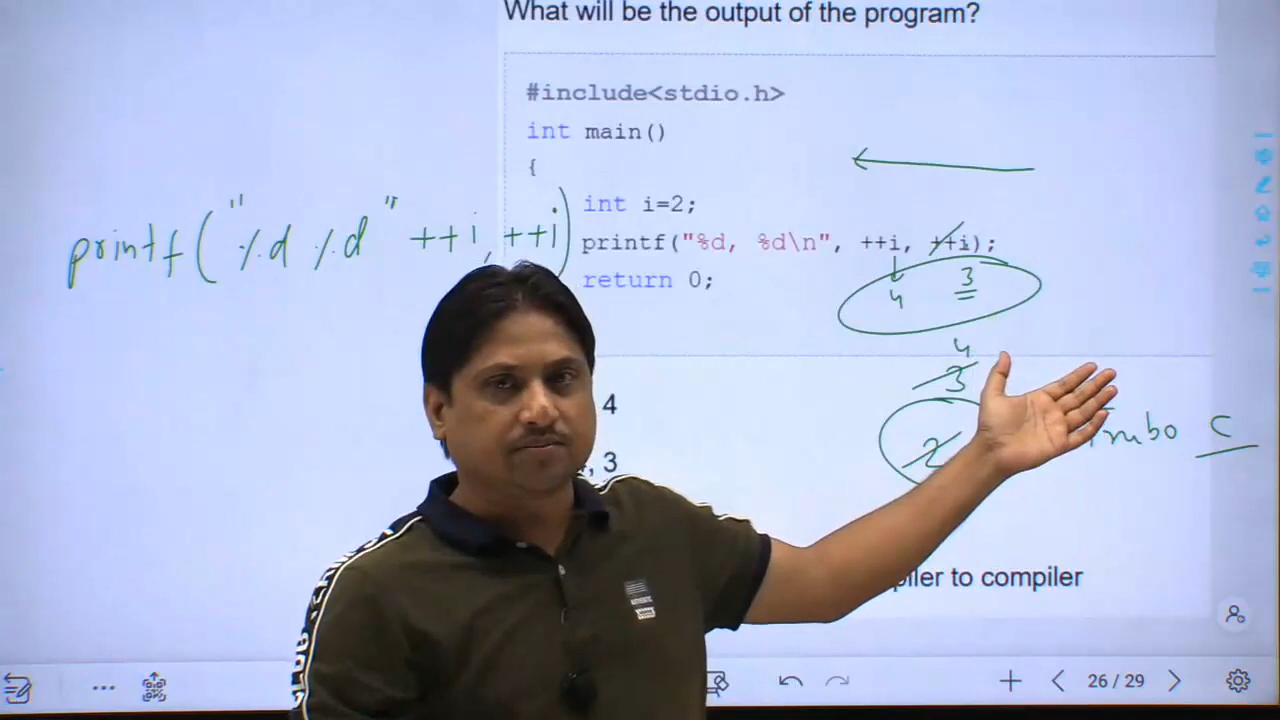 What will be the output of the program?
#include<stdio.h>
int main()
{
int i=2;
printf("%d, %d\n", ++i, ++i);
return 0;
printf("%d %d" ++i, ++i)
4 3
4
3
2
4
, 3
C
piler to compiler
26 / 29